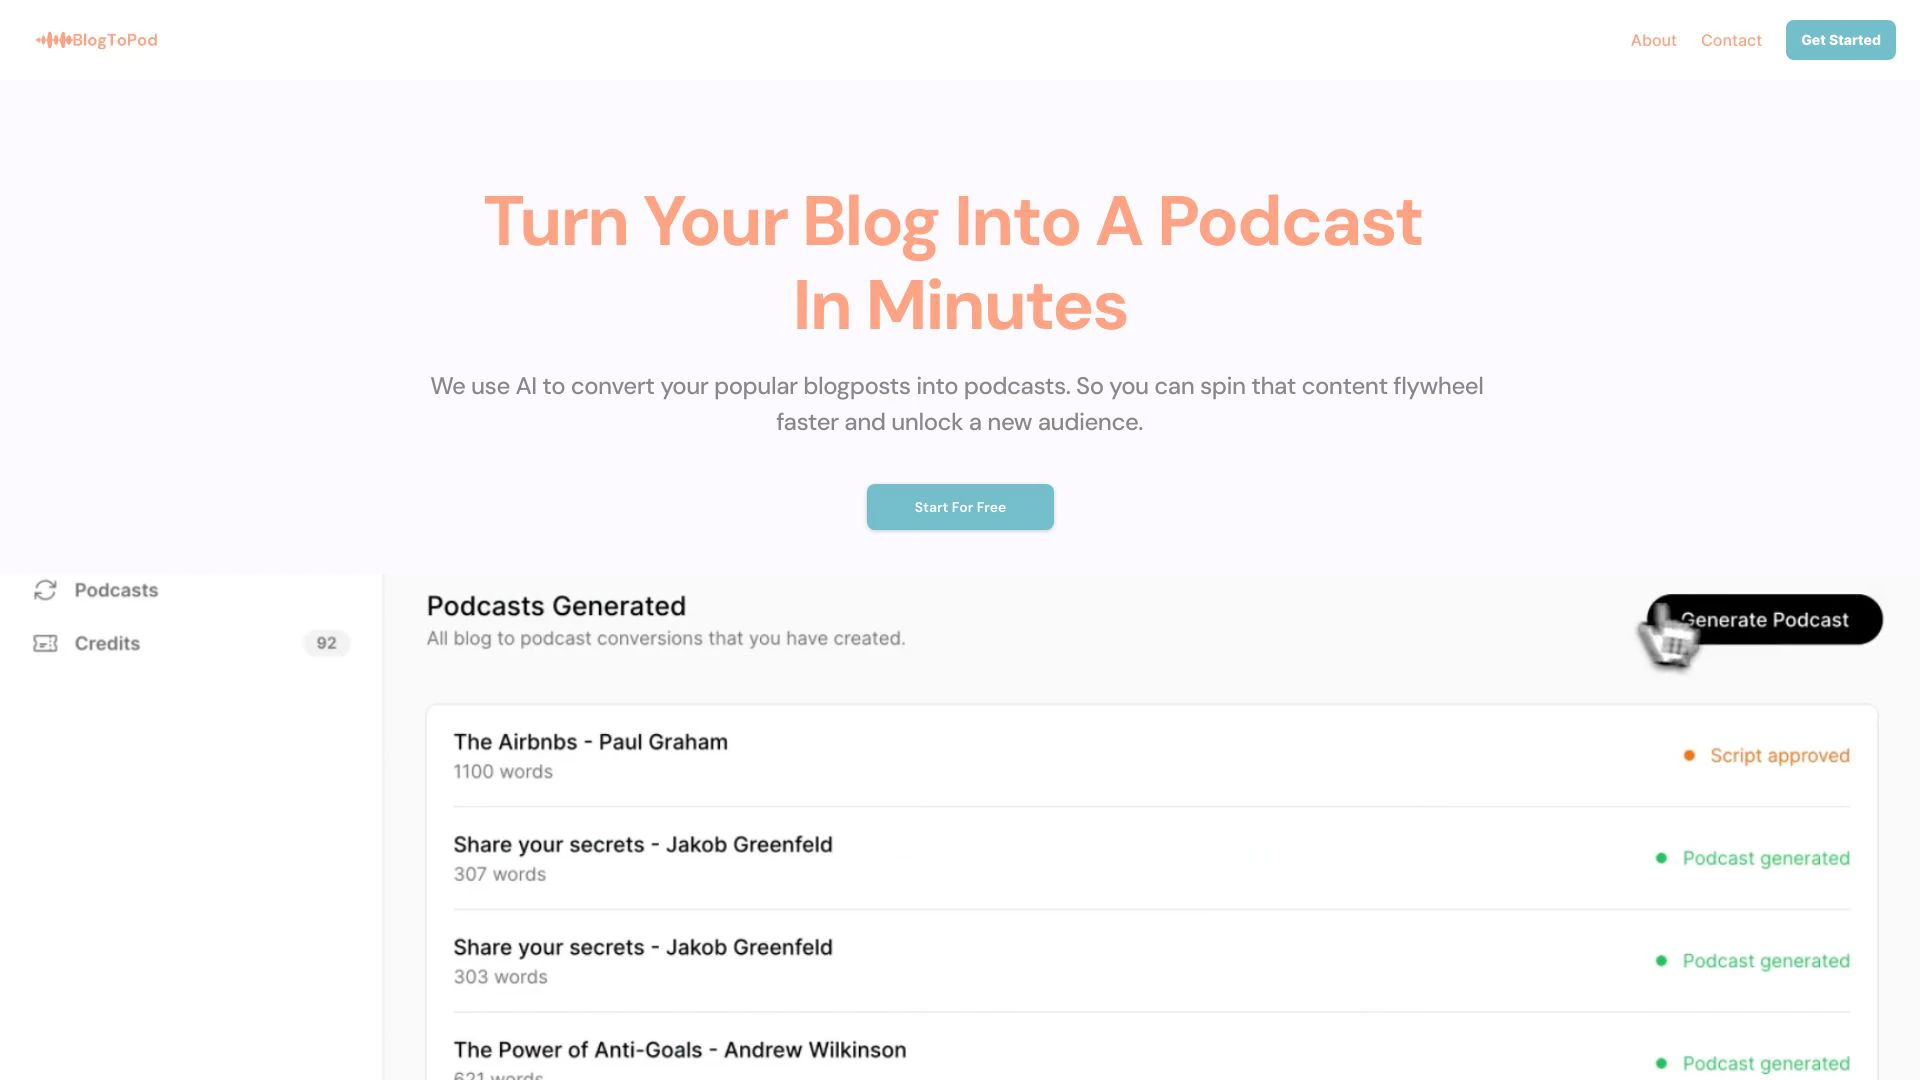 BlogToPod
About
Contact
Get Started
Turn Your Blog Into A Podcast
In Minutes
We use AI to convert your popular blogposts into podcasts. So you can spin that content flywheel
faster and unlock a new audience.
Start For Free
Podcasts
Credits
92
Podcasts Generated
All blog to podcast conversions that you have created.
Generate Podcast
The Airbnbs - Paul Graham
1100 words
Script approved
Share your secrets - Jakob Greenfeld
307 words
Podcast generated
Share your secrets - Jakob Greenfeld
303 words
Podcast generated
The Power of Anti-Goals - Andrew Wilkinson
621 words
Podcast generated